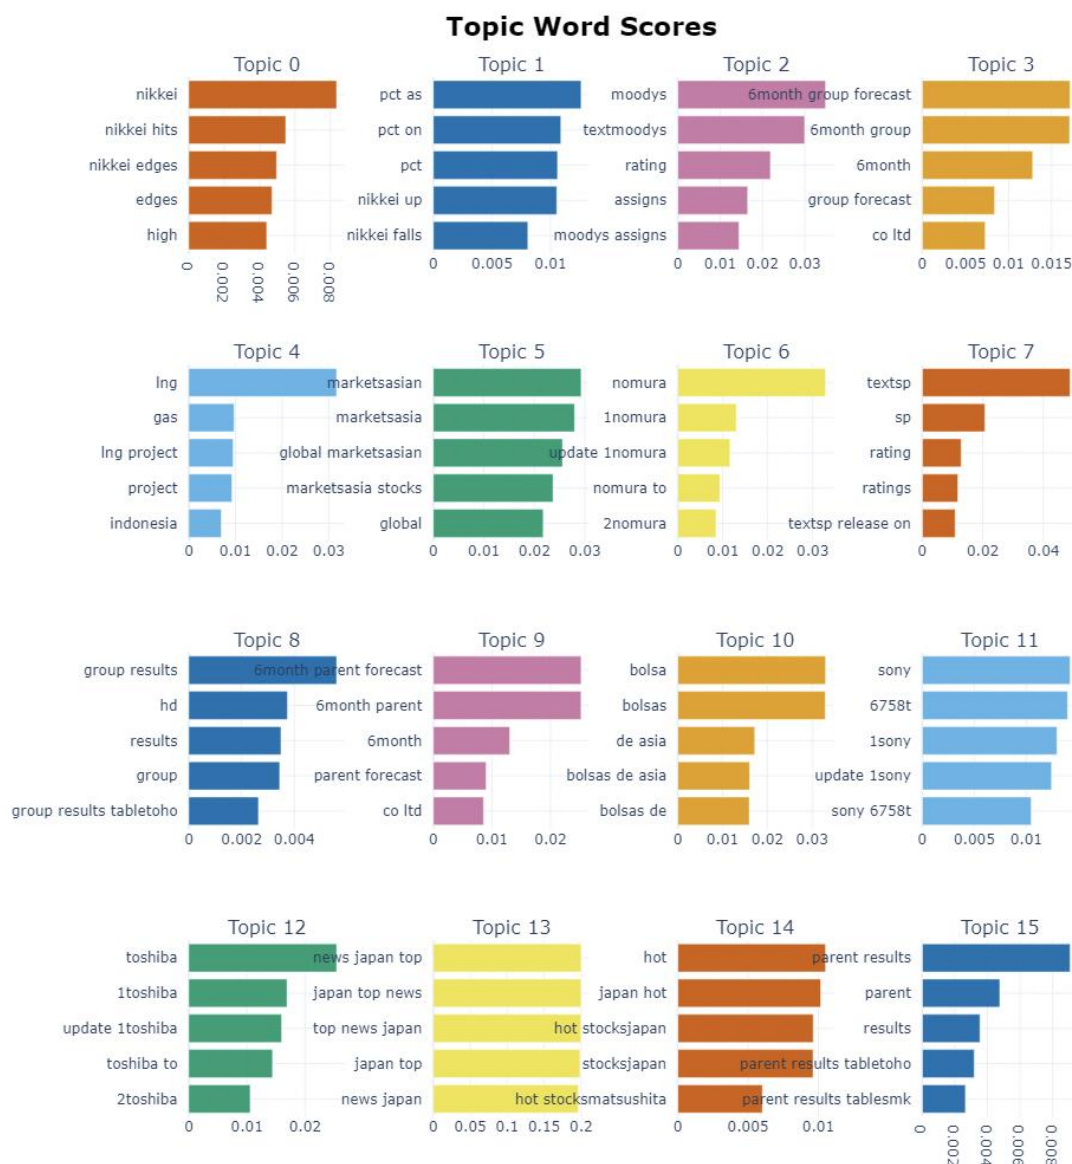 Topic Word Scores
Topic 0
nikkei
nikkei hits
nikkei edges
edges
high
0
0.002
0.004
0.006
0.008
Topic 1
pct as
pct on
pct
nikkei up
nikkei falls
0 0.005 0.01
Topic 2
moodys
textmoodys
rating
assigns
moodys assigns
0 0.01 0.02 0.03
Topic 3
6month group forecast
6month group
6month
group forecast
co ltd
0 0.005 0.01 0.015
Topic 4
lng
gas
lng project
project
indonesia
0 0.01 0.02 0.03
Topic 5
marketsasian
marketsasia
global marketsasian
marketsasia stocks
global
0 0.01 0.02 0.03
Topic 6
nomura
1nomura
update 1nomura
nomura to
2nomura
0 0.01 0.02 0.03
Topic 7
textsp
sp
rating
ratings
textsp release on
0 0.02 0.04
Topic 8
group results
hd
results
group
group results tabletoho
0 0.002 0.004
Topic 9
6month parent forecast
6month parent
6month
parent forecast
co ltd
0 0.01 0.02
Topic 10
bolsa
bolsas
de asia
bolsas de asia
bolsas de
0 0.01 0.02 0.03
Topic 11
sony
6758t
1sony
update 1sony
sony 6758t
0 0.005 0.01
Topic 12
toshiba
1toshiba
update 1toshiba
toshiba to
2toshiba
0 0.01 0.02
Topic 13
news japan top
japan top news
top news japan
japan top
news japan
0 0.05 0.1 0.15 0.2
Topic 14
hot
japan hot
hot stocksjapan
stocksjapan
hot stocksmatsushita
0 0.005 0.01
Topic 15
parent results
parent
results
parent results tabletoho
parent results tablesmk
0
0.002
0.004
0.006
0.008